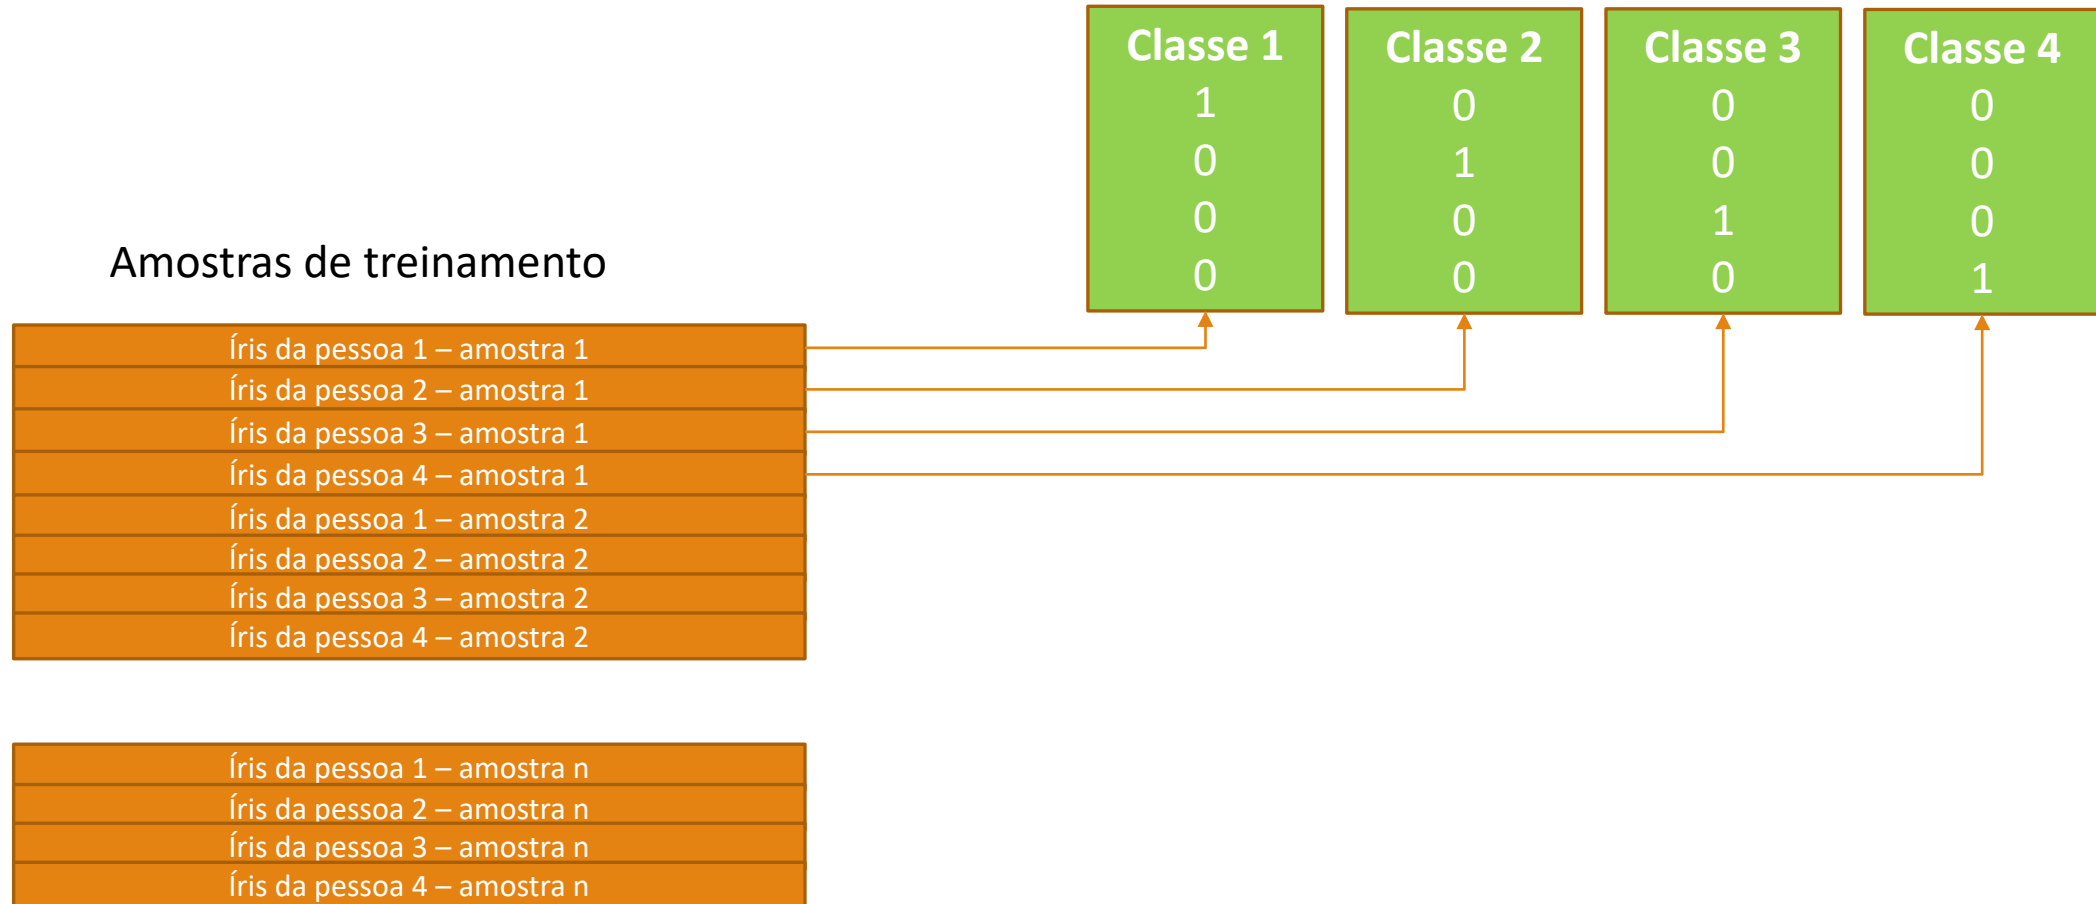 Classe 1
1
0
0
0
Classe 2
0
1
0
0
Classe 3
0
0
1
0
Classe 4
0
0
0
1
Amostras de treinamento
Íris da pessoa 1 – amostra 1
Íris da pessoa 2 – amostra 1
Íris da pessoa 3 – amostra 1
Íris da pessoa 4 – amostra 1
Íris da pessoa 1 – amostra 2
Íris da pessoa 2 – amostra 2
Íris da pessoa 3 – amostra 2
Íris da pessoa 4 – amostra 2
Íris da pessoa 1 – amostra n
Íris da pessoa 2 – amostra n
Íris da pessoa 3 – amostra n
Íris da pessoa 4 – amostra n